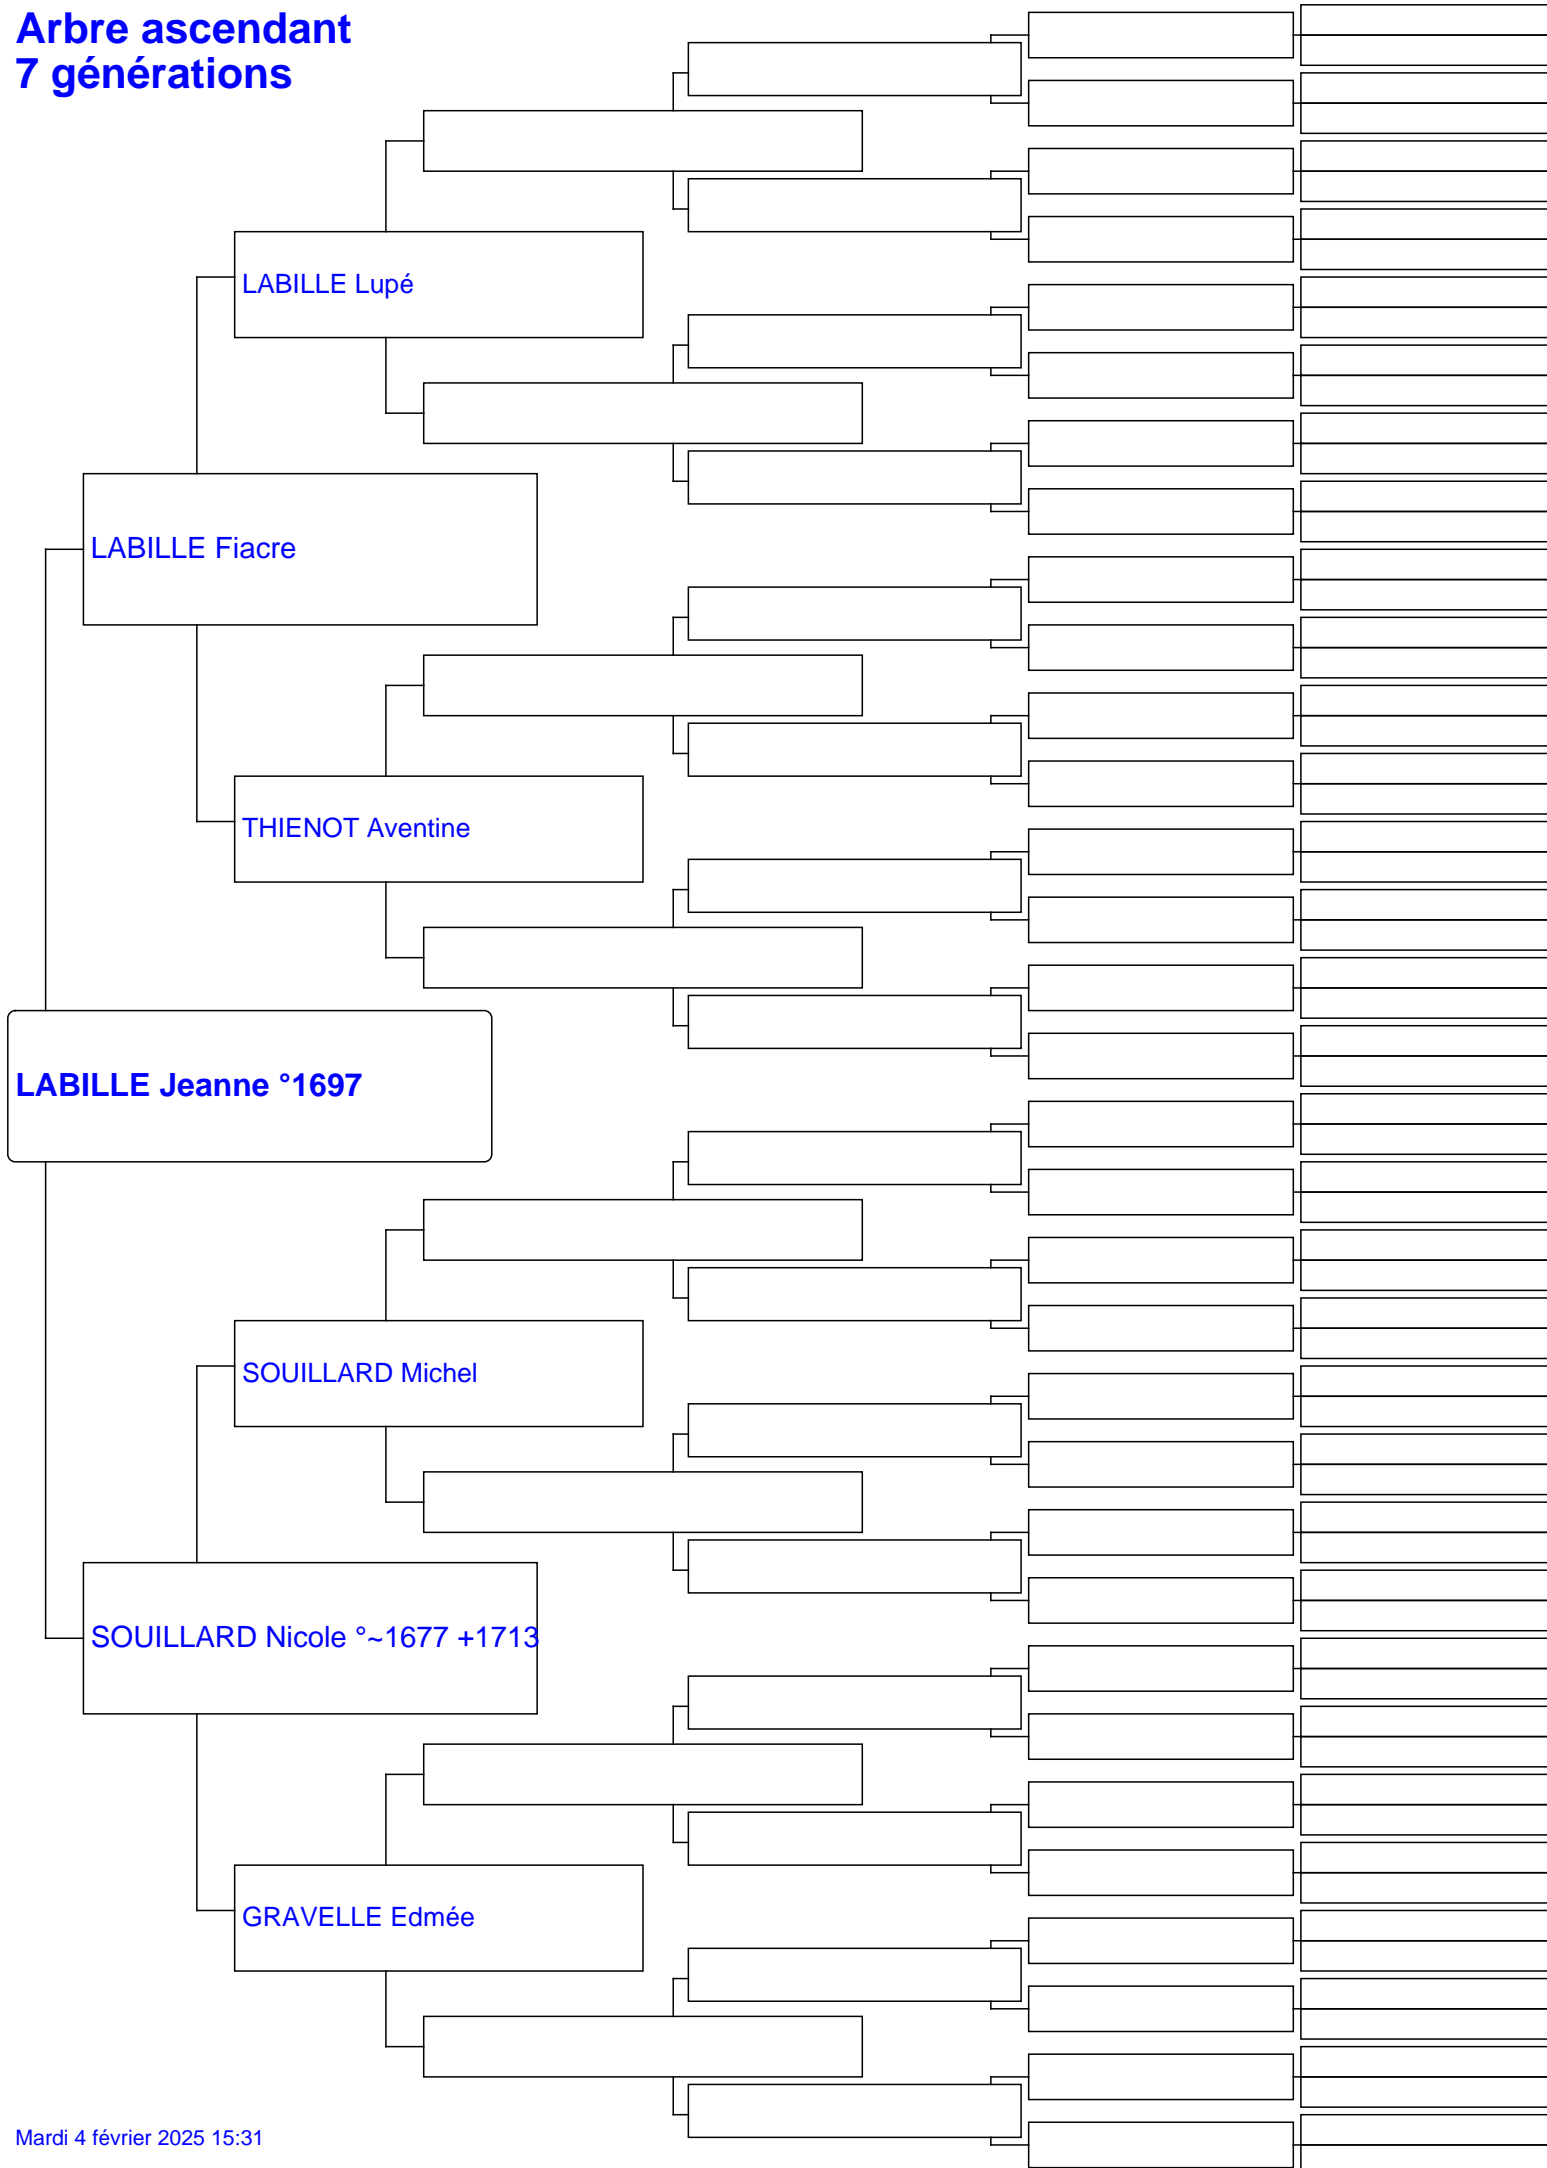 Arbre ascendant
7 générations
LABILLE Lupé
LABILLE Fiacre
THIENOT Aventine
LABILLE Jeanne °1697
SOUILLARD Michel
SOUILLARD Nicole °~1677 +1713
GRAVELLE Edmée
Mardi 4 février 2025 15:31